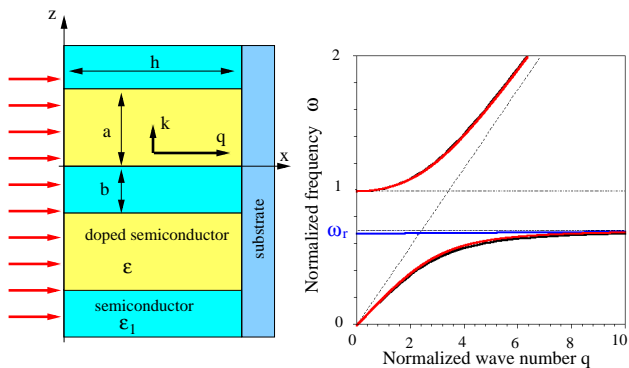 z
h
a
k
q
x
b
doped semiconductor
ε
semiconductor
ε1
substrate
Normalized frequency ω
2
1
ωr
0
0 2 4 6 8 10
Normalized wave number q